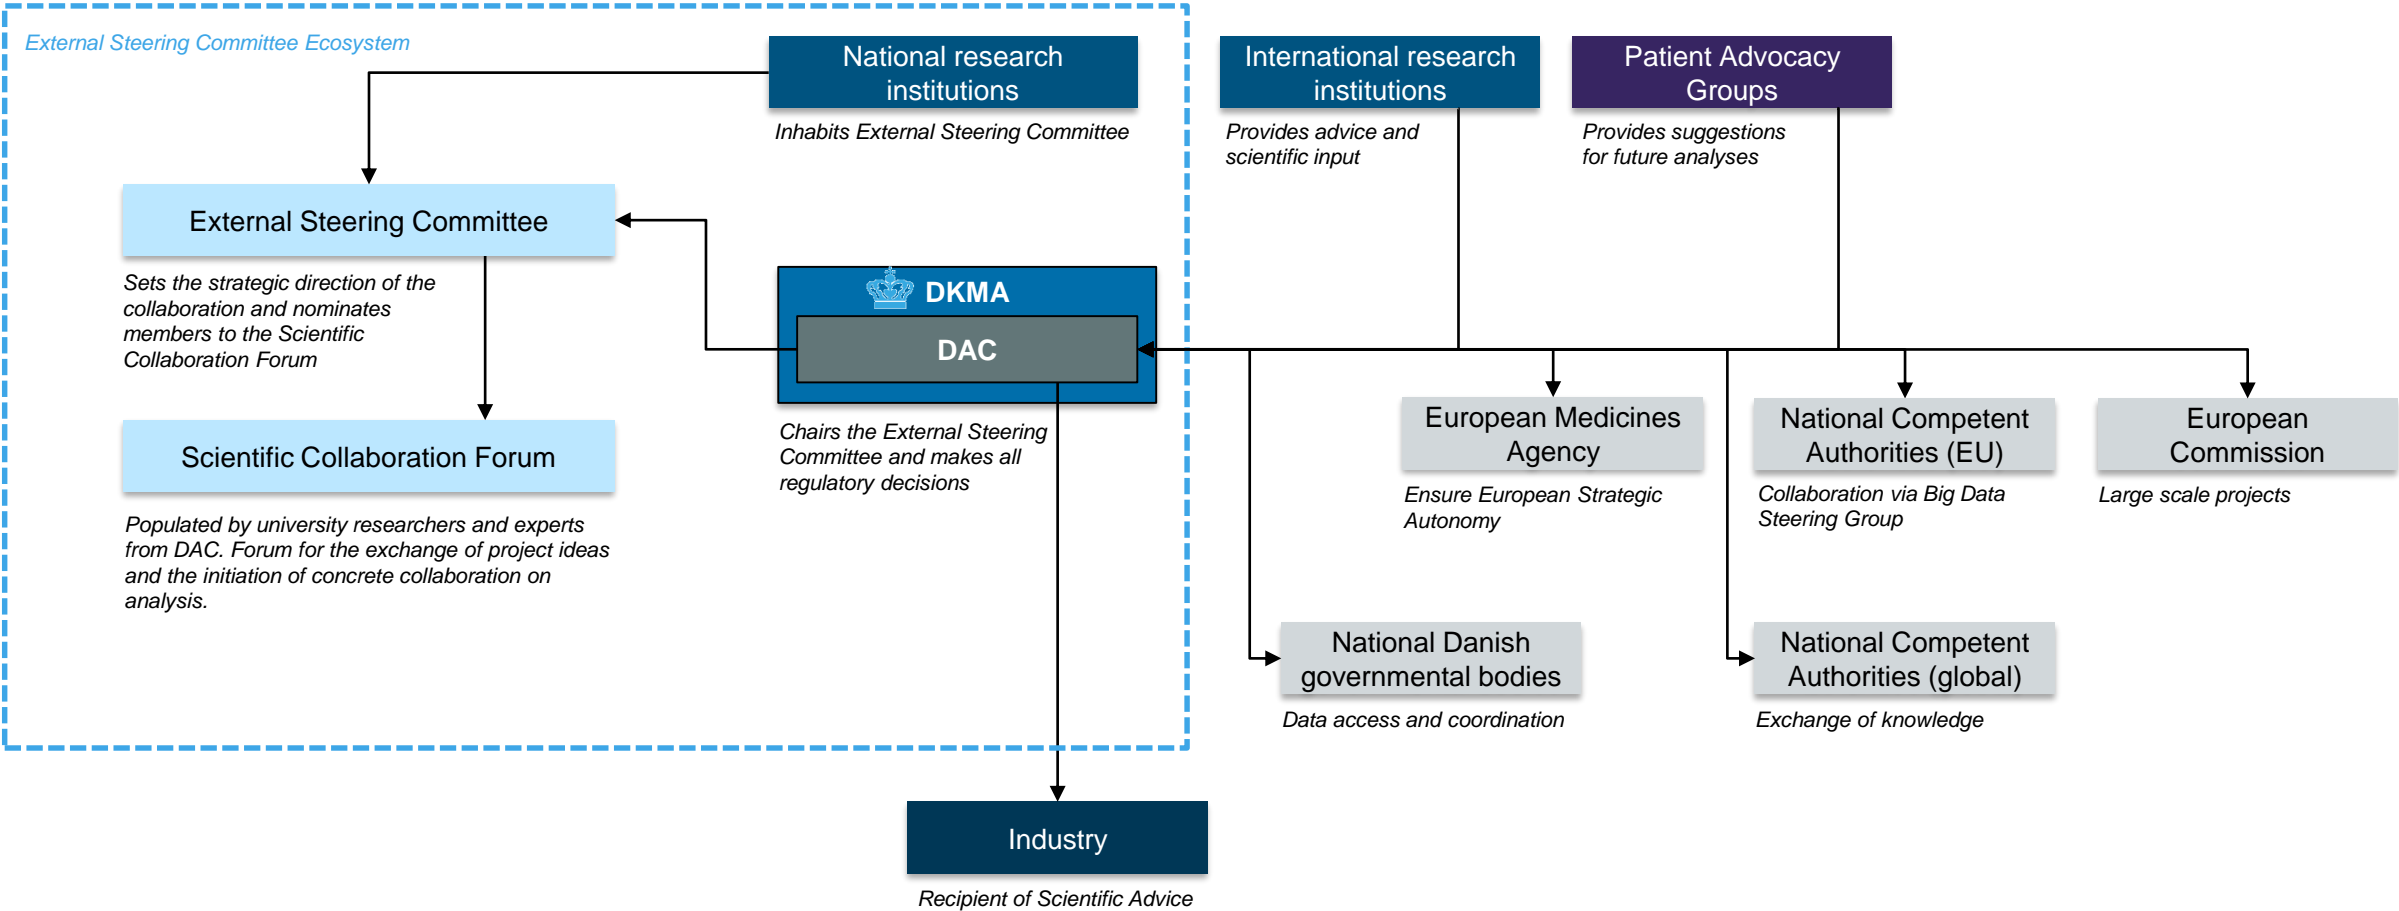 External Steering Committee Ecosystem
National research
institutions
Inhabits External Steering Committee
International research
institutions
Provides advice and
scientific input
Patient Advocacy
Groups
Provides suggestions
for future analyses
External Steering Committee
Sets the strategic direction of the
collaboration and nominates
members to the Scientific
Collaboration Forum
DKMA
DAC
Chairs the External Steering
Committee and makes all
regulatory decisions
Scientific Collaboration Forum
Populated by university researchers and experts
from DAC. Forum for the exchange of project ideas
and the initiation of concrete collaboration on
analysis.
European Medicines
Agency
Ensure European Strategic
Autonomy
National Competent
Authorities (EU)
Collaboration via Big Data
Steering Group
European
Commission
Large scale projects
National Danish
governmental bodies
Data access and coordination
National Competent
Authorities (global)
Exchange of knowledge
Industry
Recipient of Scientific Advice